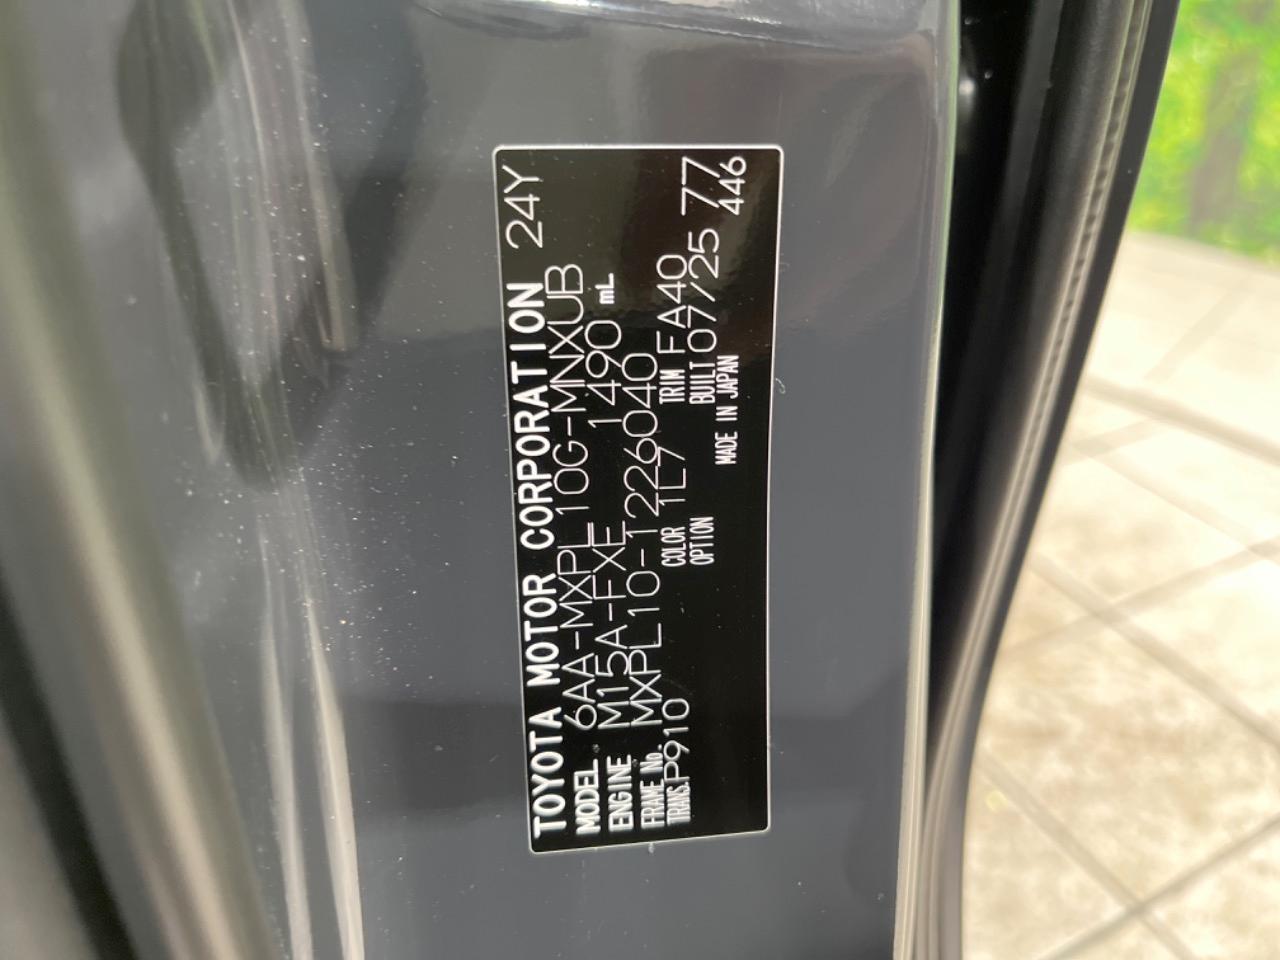 TOYOTA MOTOR CORPORATION 24Y
MODEL 6AA-MXPL10G-MNXUB
ENGINE M15A-FXE 1490 mL
FRAME No. MXPL10-1226040
TRANS. P910 COLOR 1L7 TRIM FA40
OPTION BUILT 07/25 77
MADE IN JAPAN 446